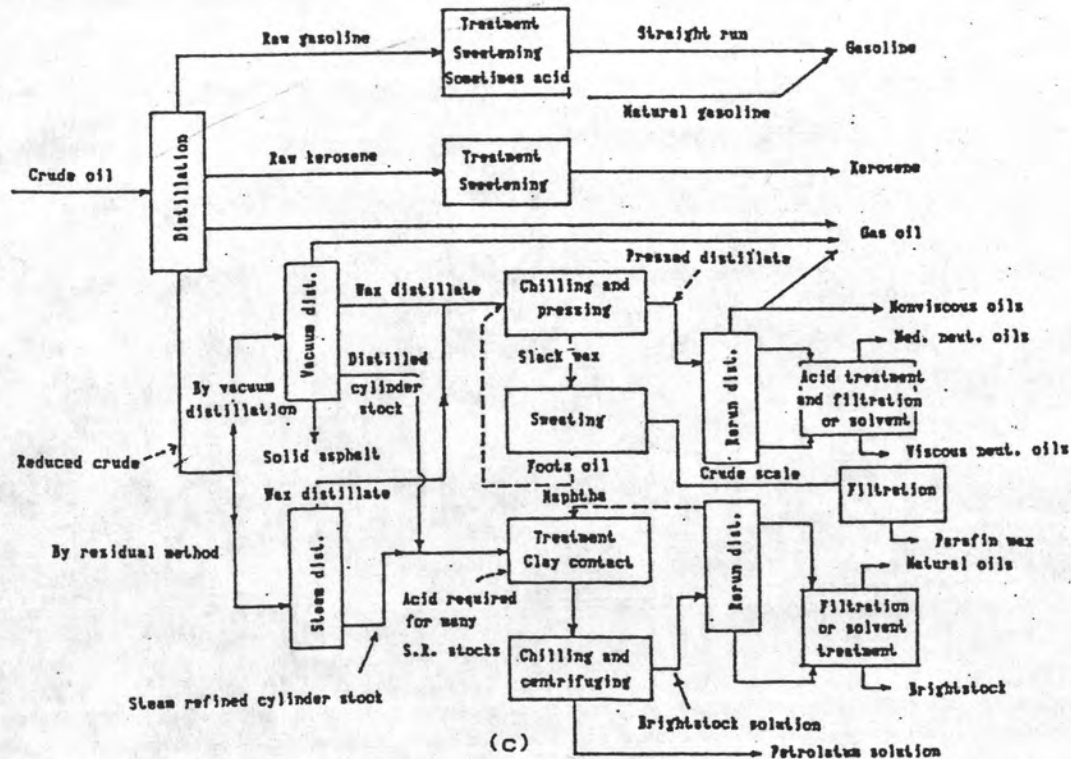 Treatment
Sweetening
Sometimes acid
Raw gasoline
Straight run
Gasoline
Natural gasoline
Crude oil
Distillation
Raw kerosene
Treatment
Sweetening
Kerosene
Gas oil
Pressed distillate
Vacuum dist.
Wax distillate
Chilling and
pressing
Nonviscous oils
Med. neut. oils
Distilled
cylinder
stock
Slack wax
Rerun dist.
Acid treatment
and filtration
or solvent
By vacuum
distillation
Sweating
Reduced crude
Solid asphalt
Foots oil
Crude scale
Viscous neut. oils
Wax distillate
Naphtha
Filtration
By residual method
Steam dist.
Treatment
Clay contact
Rerun dist.
Parafin wax
Natural oils
Acid required
for many
S.R. stocks
Filtration
or solvent
treatment
Chilling and
centrifuging
Steam refined cylinder stoot
Brightstock
Brightstock solution
(c)
Petrolatum solution